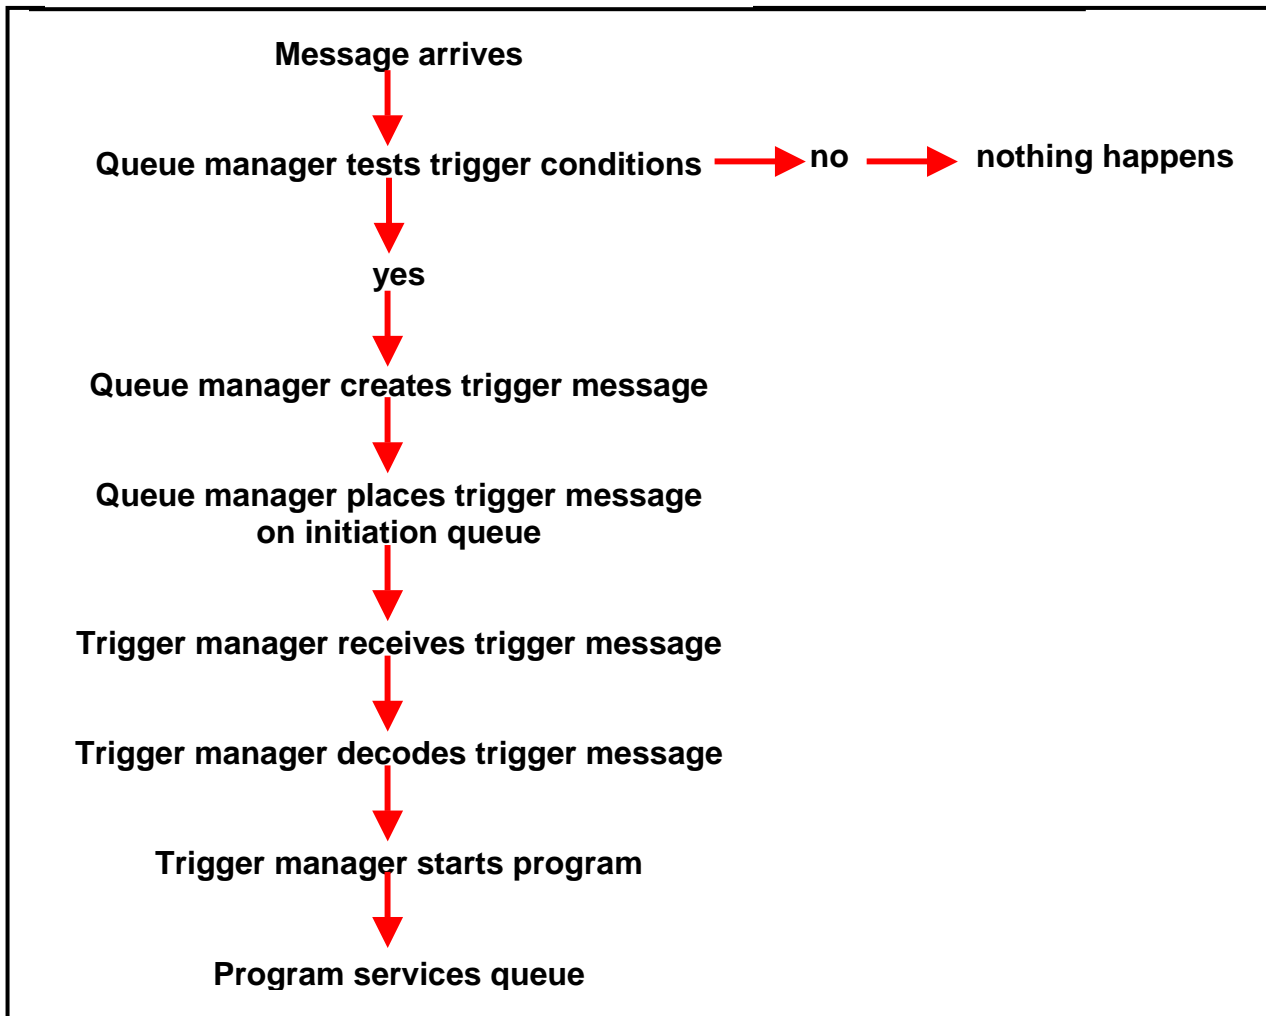 Message arrives
Queue manager tests trigger conditions no nothing happens
yes
Queue manager creates trigger message
Queue manager places trigger message
on initiation queue
Trigger manager receives trigger message
Trigger manager decodes trigger message
Trigger manager starts program
Program services queue